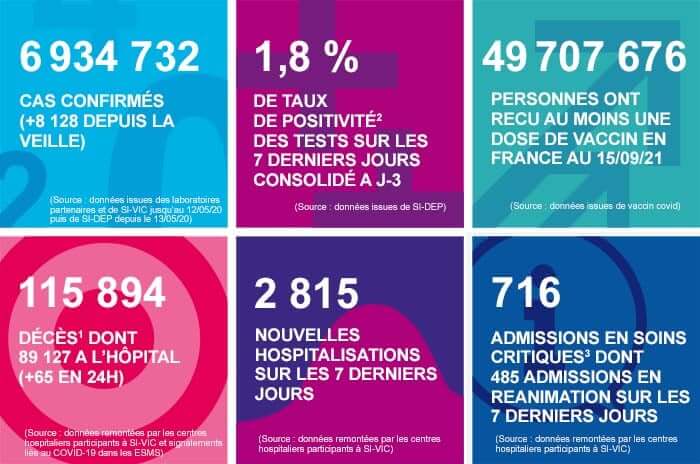 6 934 732
CAS CONFIRMÉS
(+8 128 DEPUIS LA
VEILLE)
(Source : données issues des laboratoires
partenaires et de SI-VIC jusqu'au 12/05/20
puis de SI-DEP depuis le 13/05/20)
1,8 %
DE TAUX
DE POSITIVITÉ²
DES TESTS SUR LES
7 DERNIERS JOURS
CONSOLIDÉ A J-3
(Source : données issues de SI-DEP)
49 707 676
PERSONNES ONT
RECU AU MOINS UNE
DOSE DE VACCIN EN
FRANCE AU 15/09/21
(Source : données issues de vaccin covid)
115 894
DÉCÈS¹ DONT
89 127 A L'HÔPITAL
(+65 EN 24H)
(Source : données remontées par les centres
hospitaliers participants à SI-VIC et signalements
liés au COVID-19 dans les ESMS)
2 815
NOUVELLES
HOSPITALISATIONS
SUR LES 7 DERNIERS
JOURS
(Source : données remontées par les centres
hospitaliers participants à SI-VIC)
716
ADMISSIONS EN SOINS
CRITIQUES³ DONT
485 ADMISSIONS EN
REANIMATION SUR LES
7 DERNIERS JOURS
(Source : données remontées par les centres
hospitaliers participants à SI-VIC)